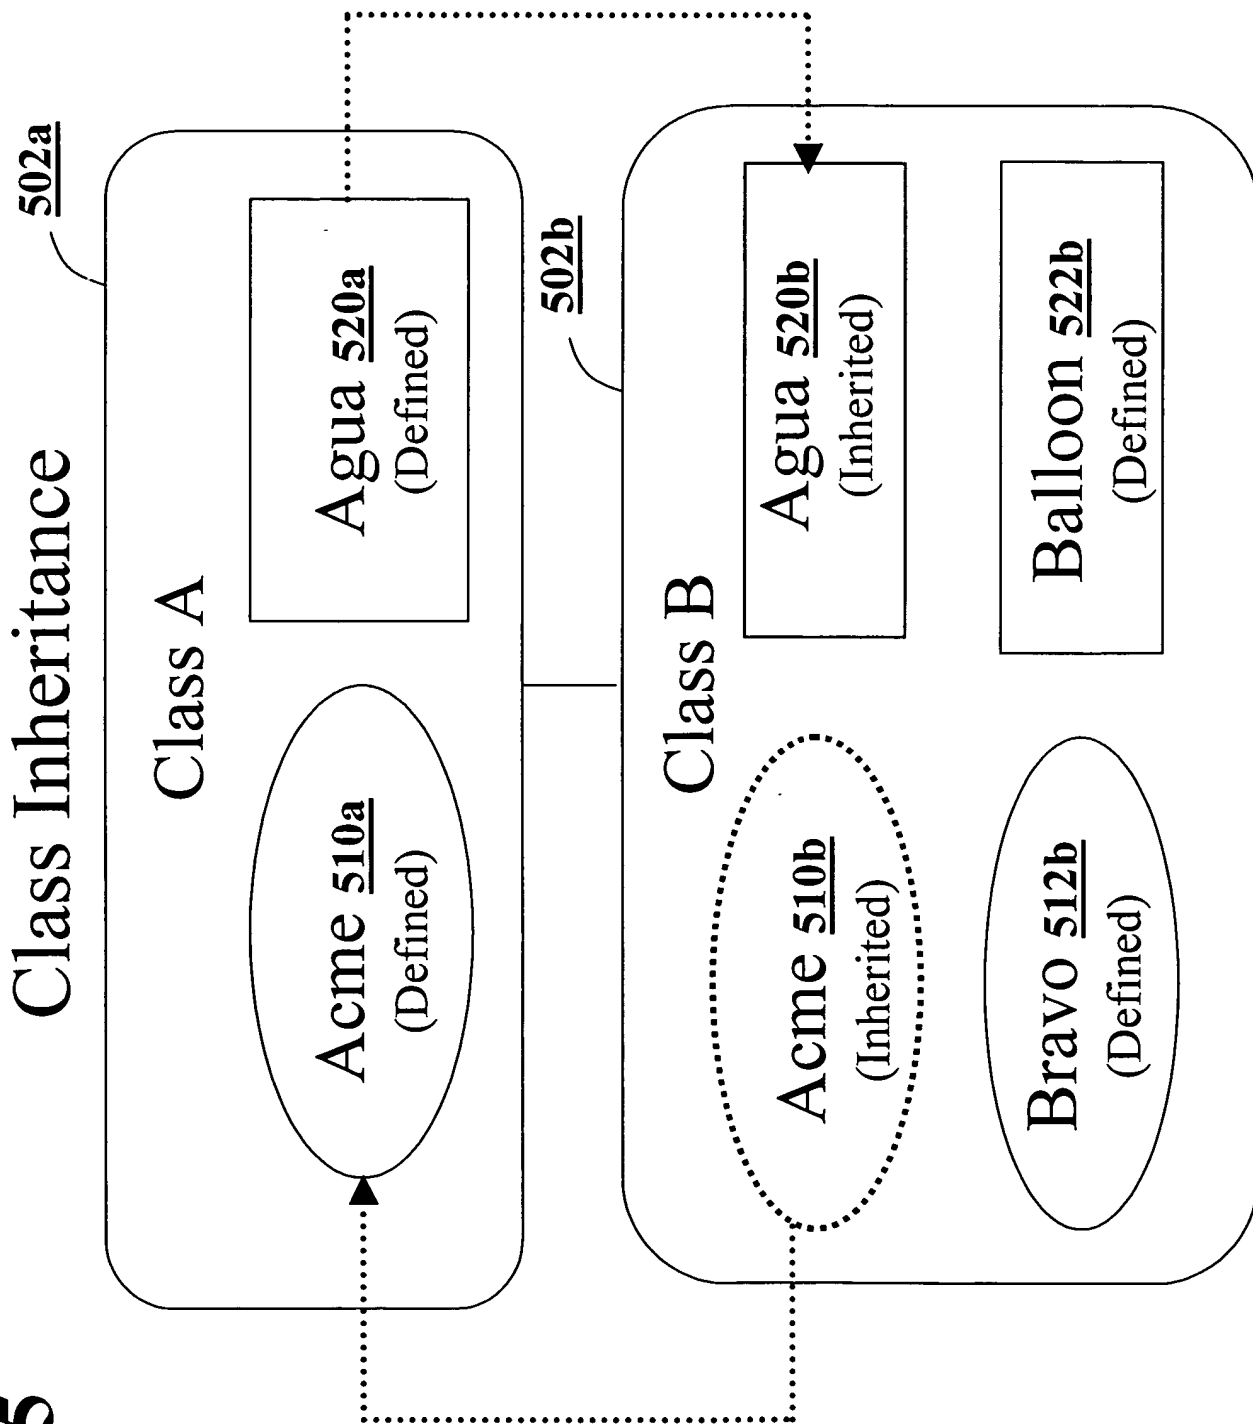 5
Class Inheritance
502a
Class A
Acme 510a
(Defined)
Agua 520a
(Defined)
502b
Class B
Acme 510b
(Inherited)
Agua 520b
(Inherited)
Bravo 512b
(Defined)
Balloon 522b
(Defined)